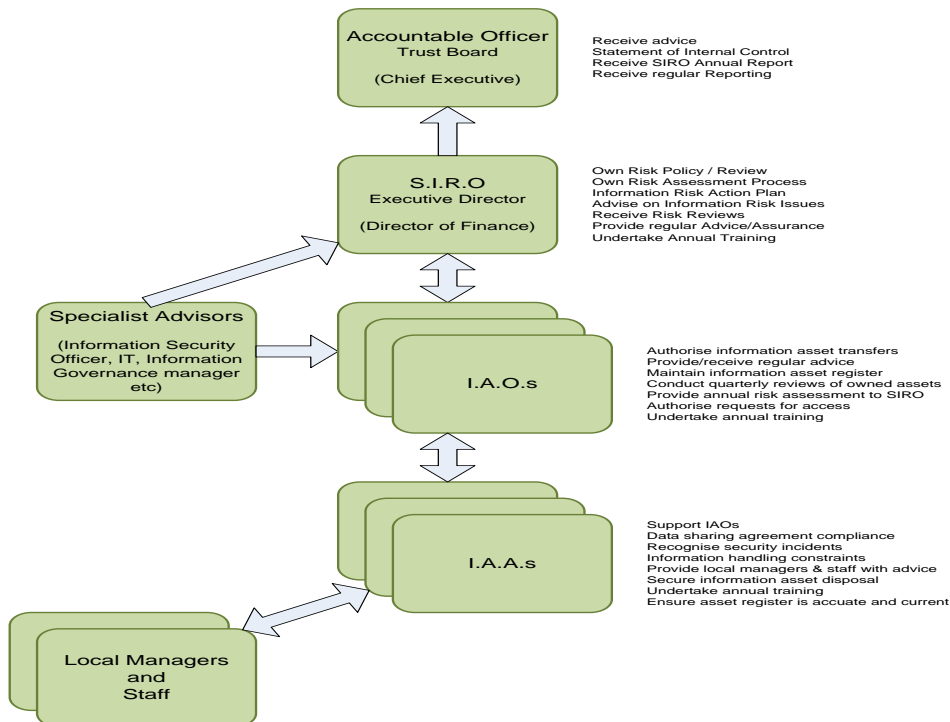 Accountable Officer
Trust Board
(Chief Executive)
Receive advice
Statement of Internal Control
Receive SIRO Annual Report
Receive regular Reporting
S.I.R.O
Executive Director
(Director of Finance)
Own Risk Policy / Review
Own Risk Assessment Process
Information Risk Action Plan
Advise on Information Risk Issues
Receive Risk Reviews
Provide regular Advice/Assurance
Undertake Annual Training
Specialist Advisors
(Information Security
Officer, IT, Information
Governance manager
etc)
I.A.O.s
Authorise information asset transfers
Provide/receive regular advice
Maintain information asset register
Conduct quarterly reviews of owned assets
Provide annual risk assessment to SIRO
Authorise requests for access
Undertake annual training
I.A.A.s
Support IAOs
Data sharing agreement compliance
Recognise security incidents
Information handling constraints
Provide local managers & staff with advice
Secure information asset disposal
Undertake annual training
Ensure asset register is accuate and current
Local Managers
and
Staff